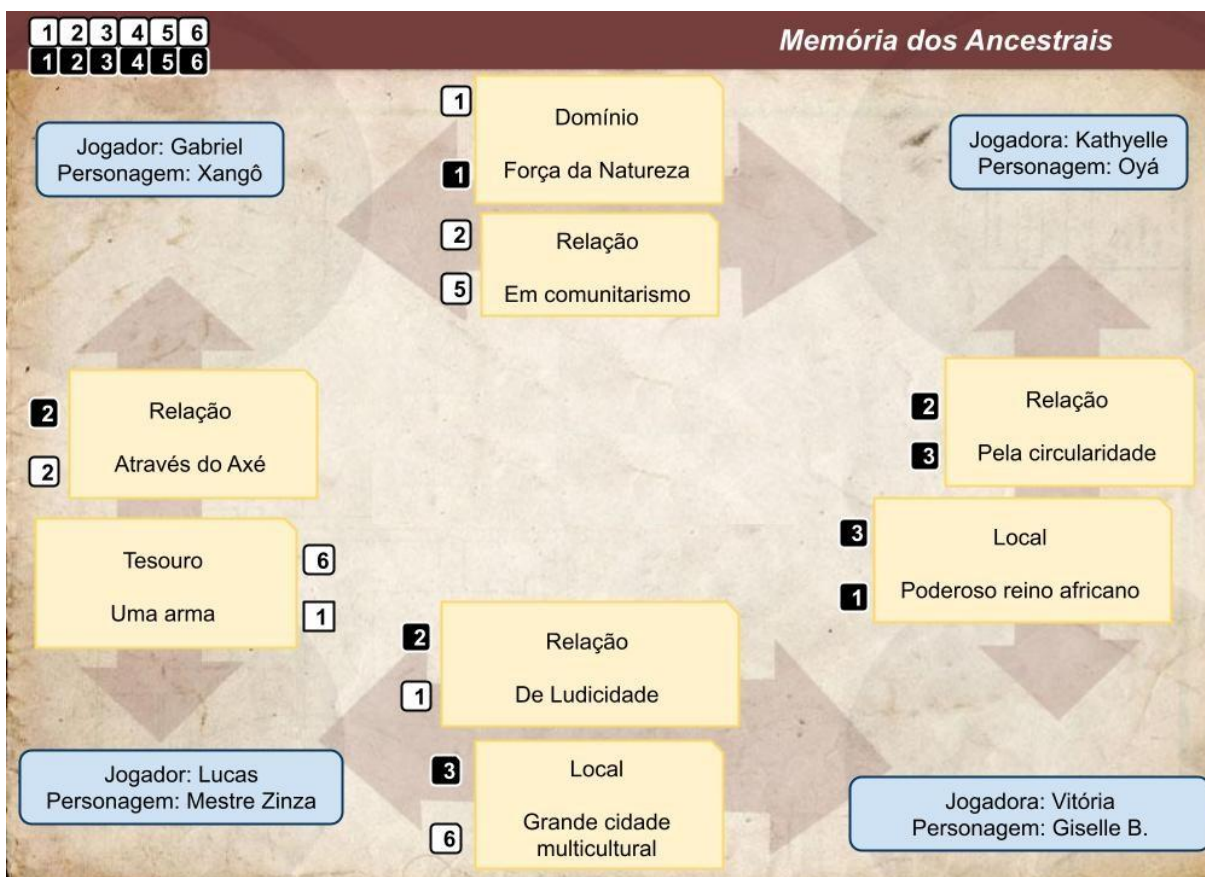 1 2 3 4 5 6
1 2 3 4 5 6
Memória dos Ancestrais
Jogador: Gabriel
Personagem: Xangô
1
Domínio
1
Força da Natureza
Jogadora: Kathyelle
Personagem: Oyá
2
Relação
5
Em comunitarismo
2
Relação
2
Através do Axé
2
Relação
3
Pela circularidade
Tesouro
6
Uma arma
1
3
Local
1
Poderoso reino africano
2
Relação
1
De Ludicidade
Jogador: Lucas
Personagem: Mestre Zinza
3
Local
6
Grande cidade
multicultural
Jogadora: Vitória
Personagem: Giselle B.